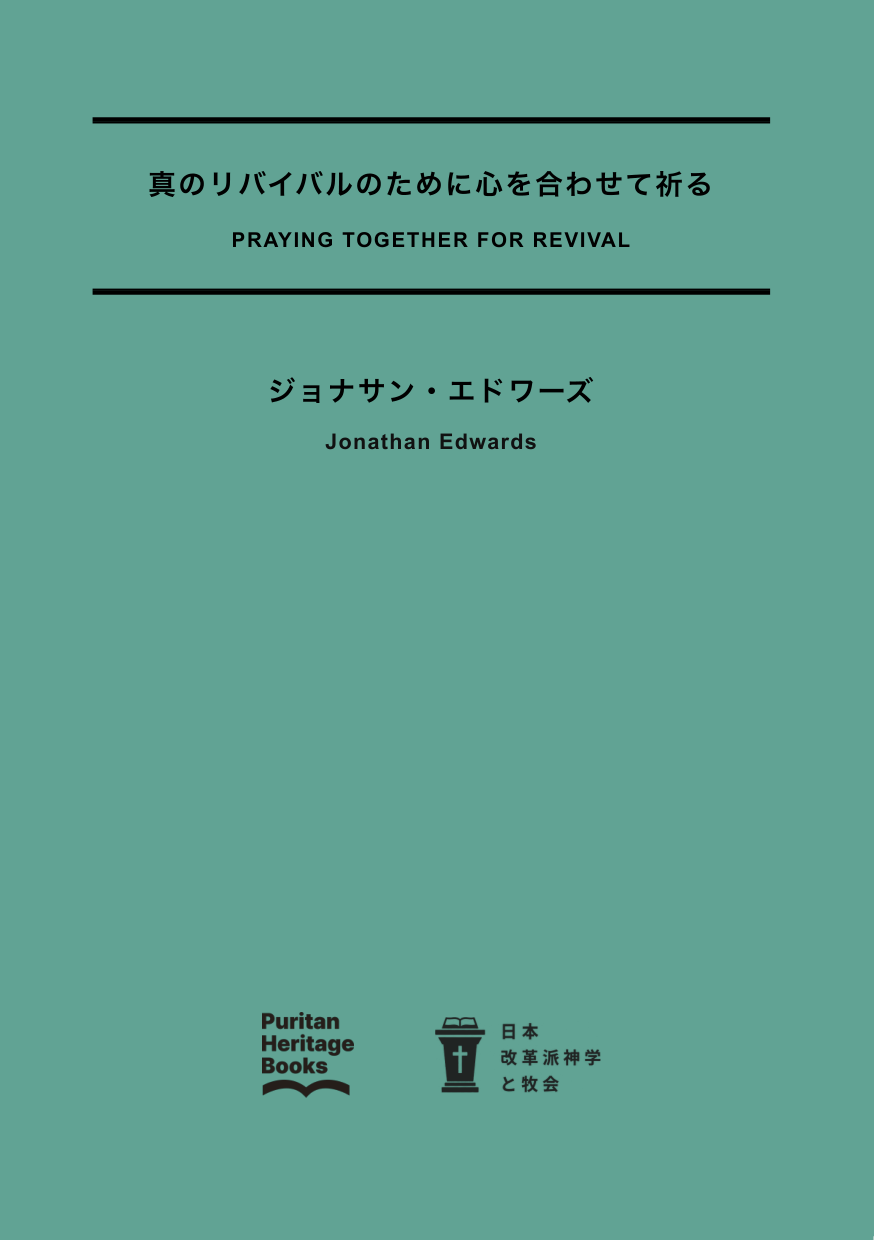 真のリバイバルのために心を合わせて祈る
PRAYING TOGETHER FOR REVIVAL
ジョナサン・エドワーズ
Jonathan Edwards
Puritan
Heritage
Books
日本
改革派神学
と牧会